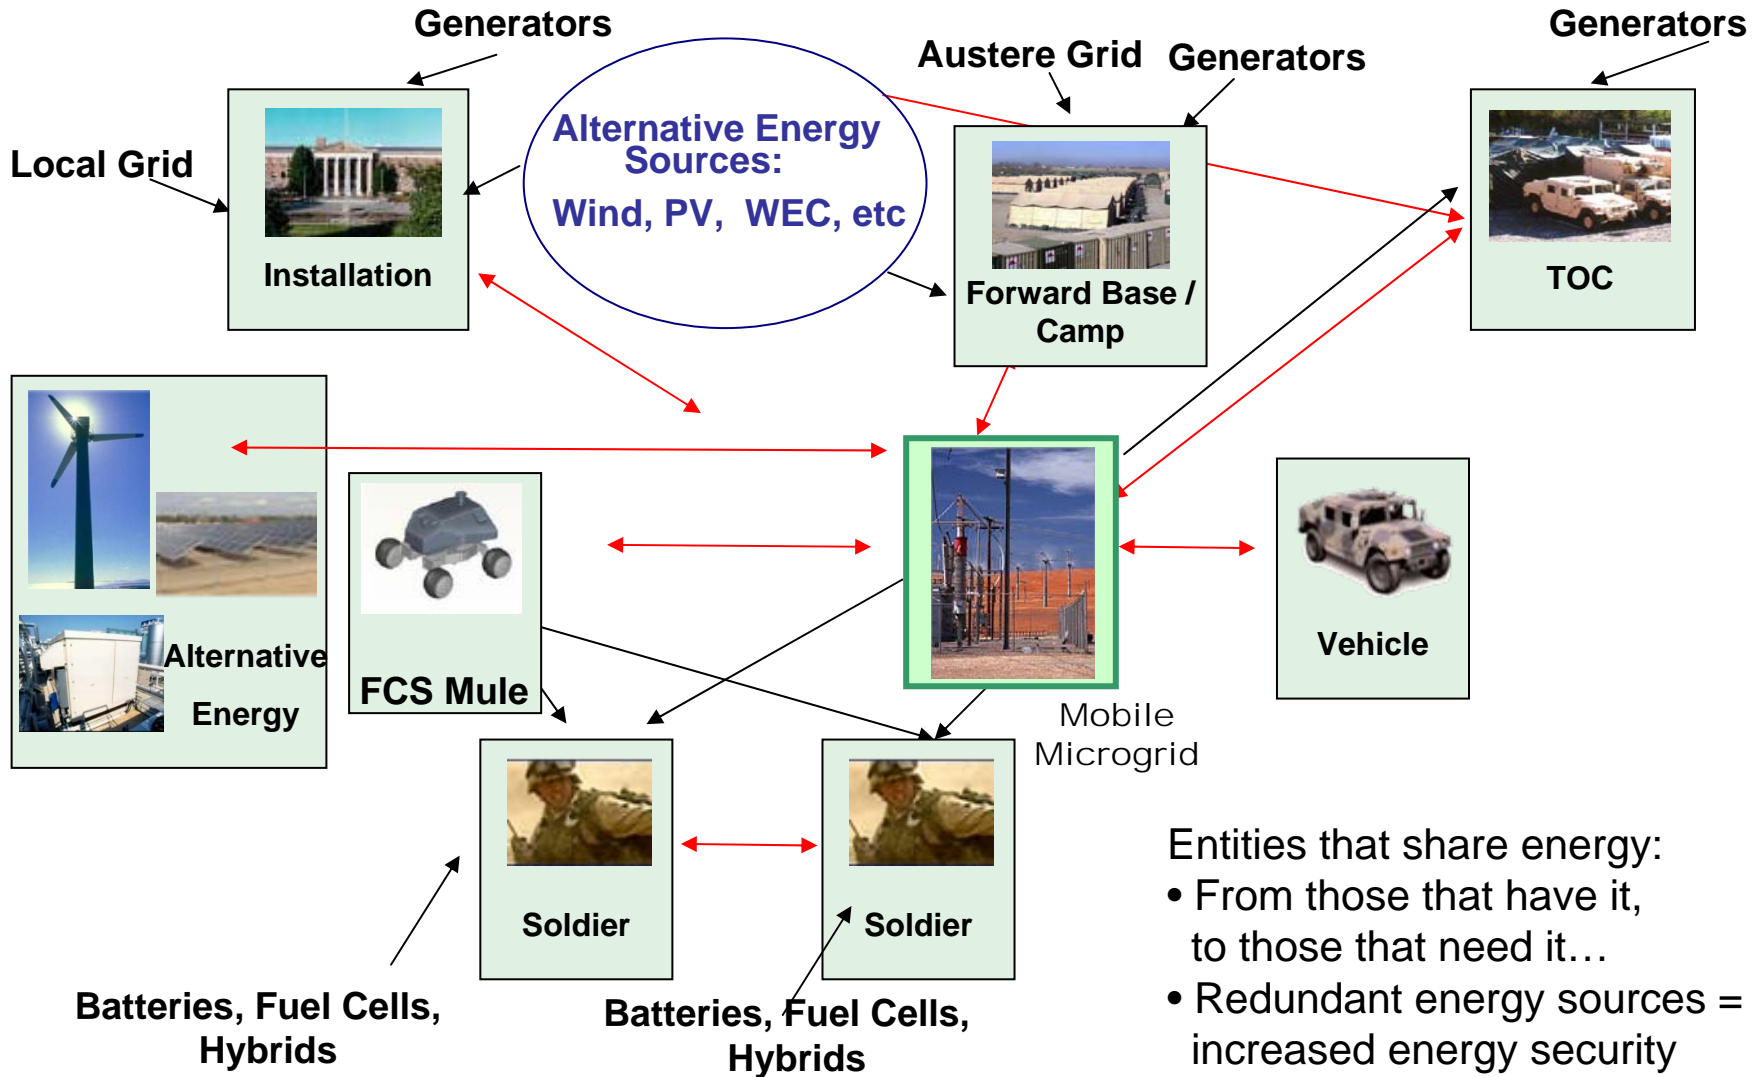 Generators
Generators
Austere Grid
Generators
Alternative Energy
Sources:
Wind, PV, WEC, etc
Local Grid
Installation
Forward Base /
Camp
TOC
Alternative
Energy
FCS Mule
Vehicle
Mobile
Microgrid
Soldier
Soldier
Batteries, Fuel Cells,
Hybrids
Batteries, Fuel Cells,
Hybrids
Entities that share energy:
• From those that have it,
to those that need it…
• Redundant energy sources =
increased energy security